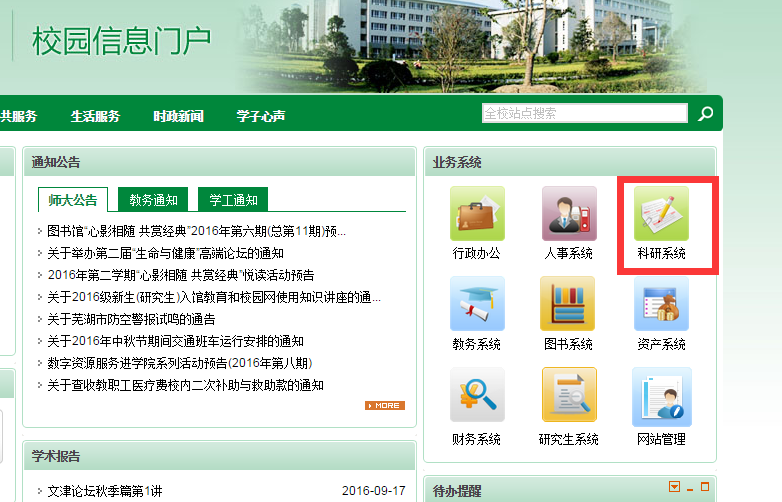 校园信息门户
共服务 生活服务 时政新闻 学子心声 全校站点搜索
通知公告
师大公告 教务通知 学工通知
图书馆“心影相随 共赏经典”2016年第六期(总第11期)预...
关于举办第二届“生命与健康”高端论坛的通知
2016年第二学期“心影相随 共赏经典”悦读活动预告
关于2016级新生(研究生)入馆教育和校园网使用知识讲座的通...
关于芜湖市防空警报试鸣的通告
关于2016年中秋节期间交通班车运行安排的通知
数字资源服务进学院系列活动预告(2016年第八期)
关于查收教职工医疗费校内二次补助与救助款的通知
MORE
学术报告
文津论坛秋季篇第1讲 2016-09-17
业务系统
行政办公 人事系统 科研系统
教务系统 图书系统 资产系统
财务系统 研究生系统 网站管理
待办提醒